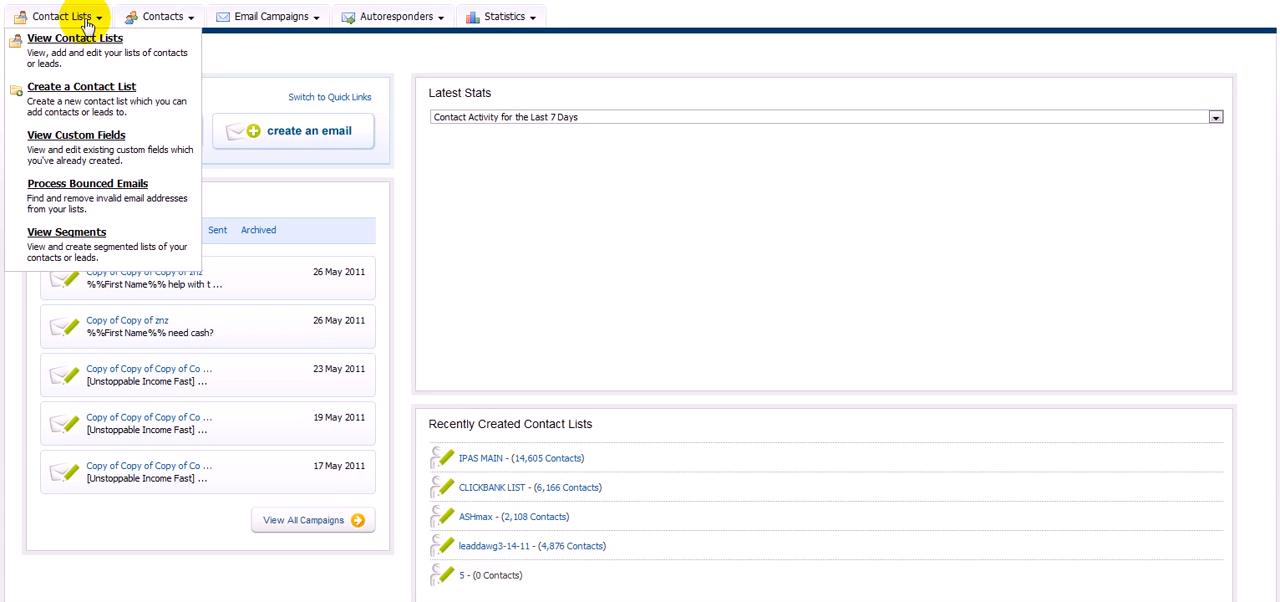 Contact Lists
Contacts
Email Campaigns
Autoresponders
Statistics
View Contact Lists
View, add and edit your lists of contacts
or leads.
Create a Contact List
Create a new contact list which you can
add contacts or leads to.
View Custom Fields
View and edit existing custom fields which
you've already created.
Process Bounced Emails
Find and remove invalid email addresses
from your lists.
View Segments
View and create segmented lists of your
contacts or leads.
Switch to Quick Links
create an email
Sent
Archived
Copy of Copy of Copy of znz
26 May 2011
%%First Name%% help with t ...
Copy of Copy of znz
26 May 2011
%%First Name%% need cash?
Copy of Copy of Copy of Co ...
23 May 2011
[Unstoppable Income Fast] ...
Copy of Copy of Copy of Co ...
19 May 2011
[Unstoppable Income Fast] ...
Copy of Copy of Copy of Co ...
17 May 2011
[Unstoppable Income Fast] ...
View All Campaigns
Latest Stats
Contact Activity for the Last 7 Days
Recently Created Contact Lists
IPAS MAIN - (14,605 Contacts)
CLICKBANK LIST - (6,166 Contacts)
ASHmax - (2,108 Contacts)
leaddawg3-14-11 - (4,876 Contacts)
5 - (0 Contacts)